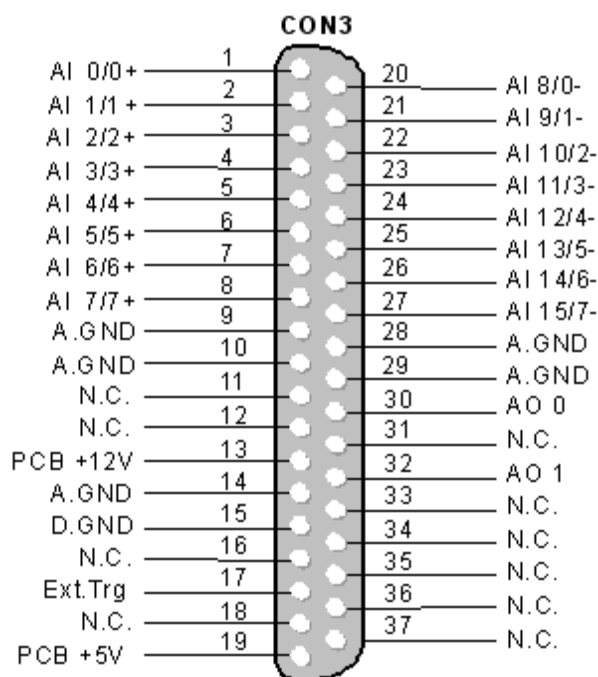 CON3
AI 0/0+ 1
AI 1/1 + 2
AI 2/2+ 3
AI 3/3+ 4
AI 4/4+ 5
AI 5/5+ 6
AI 6/6+ 7
AI 7/7+ 8
A.GND 9
A.GND 10
N.C. 11
N.C. 12
PCB +12V 13
A.GND 14
D.GND 15
N.C. 16
Ext.Trg 17
N.C. 18
PCB +5V 19
20 AI 8/0-
21 AI 9/1-
22 AI 10/2-
23 AI 11/3-
24 AI 12/4-
25 AI 13/5-
26 AI 14/6-
27 AI 15/7-
28 A.GND
29 A.GND
30 AO 0
31 N.C.
32 AO 1
33 N.C.
34 N.C.
35 N.C.
36 N.C.
37 N.C.